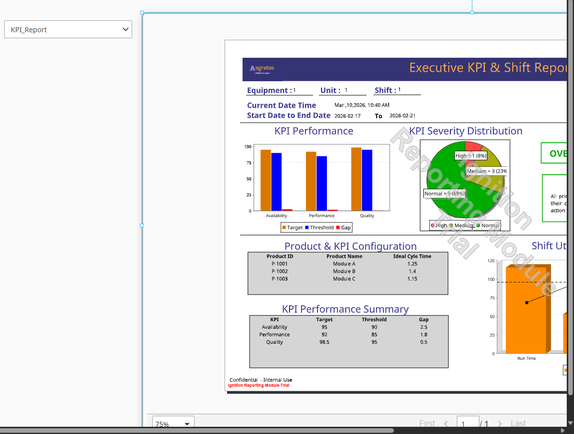 KPI_Report
Agratas
Executive KPI & Shift Repor
Equipment : 1 Unit : 1 Shift : 1
Current Date Time Mar ,10,2026, 10:40 AM
Start Date to End Date 2026-02-17 To 2026-02-21
KPI Performance
100
75
50
25
0
Availability Performance Quality
Target Threshold Gap
KPI Severity Distribution
High = 1 (8%)
Medium = 3 (23%
Normal = 9 (69%)
High Medium Normal
OVE
All prin
their c
action
Product & KPI Configuration
Product ID Product Name Ideal Cyle Time
P-1001 Module A 1.25
P-1002 Module B 1.4
P-1003 Module C 1.15
Shift Ut
125
100
75
50
25
0
Run Time
KPI Performance Summary
KPI Target Threshold Gap
Availability 95 90 2.5
Performance 92 85 1.8
Quality 98.5 95 0.5
Ignition
Reporting Module
Trial
Confidential - Internal Use
Ignition Reporting Module Trial
75% First 1 / 1 Last